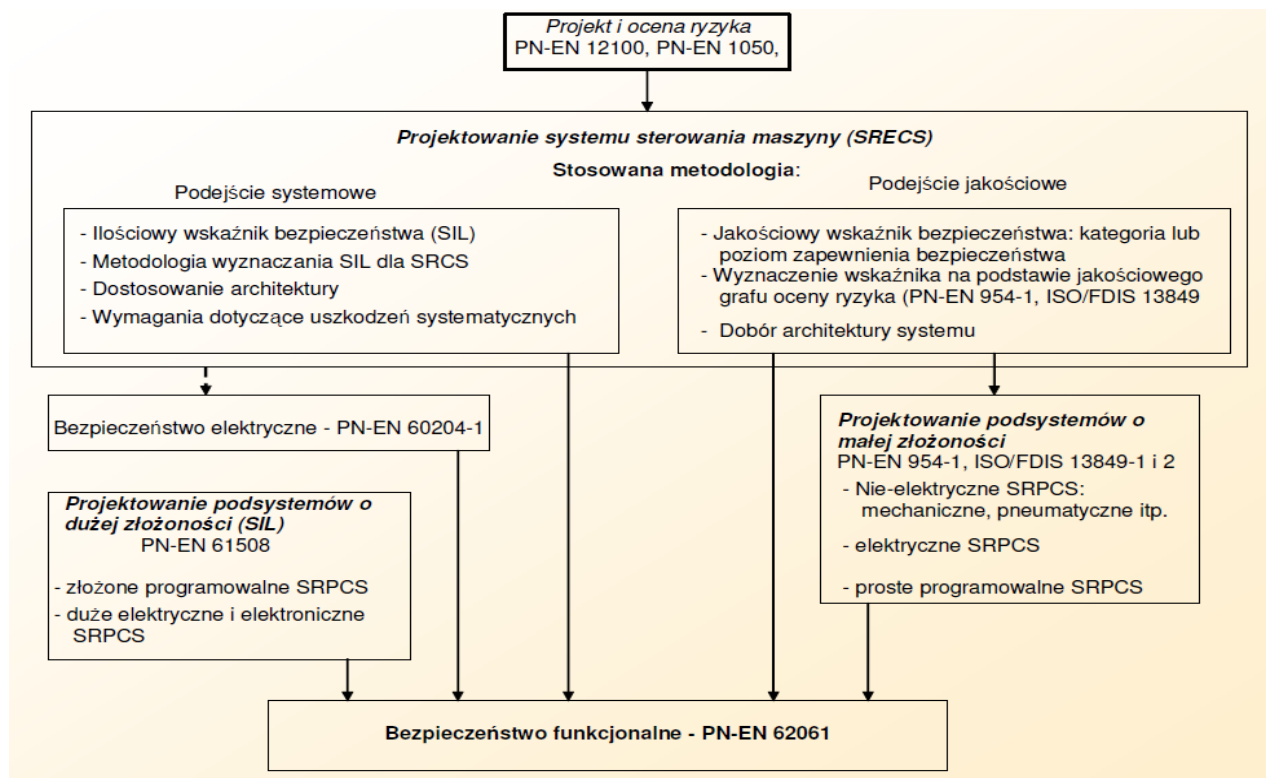 Projekt i ocena ryzyka
PN-EN 12100, PN-EN 1050,
Projektowanie systemu sterowania maszyny (SRECS)
Stosowana metodologia:
Podejście systemowe
- Ilościowy wskaźnik bezpieczeństwa (SIL)
- Metodologia wyznaczania SIL dla SRCS
- Dostosowanie architektury
- Wymagania dotyczące uszkodzeń systematycznych
Podejście jakościowe
- Jakościowy wskaźnik bezpieczeństwa: kategoria lub
poziom zapewnienia bezpieczeństwa
- Wyznaczenie wskaźnika na podstawie jakościowego
grafu oceny ryzyka (PN-EN 954-1, ISO/FDIS 13849
- Dobór architektury systemu
Bezpieczeństwo elektryczne - PN-EN 60204-1
Projektowanie podsystemów o
dużej złożoności (SIL)
PN-EN 61508
- złożone programowalne SRPCS
- duże elektryczne i elektroniczne
SRPCS
Projektowanie podsystemów o
małej złożoności
PN-EN 954-1, ISO/FDIS 13849-1 i 2
- Nie-elektryczne SRPCS:
mechaniczne, pneumatyczne itp.
- elektryczne SRPCS
- proste programowalne SRPCS
Bezpieczeństwo funkcjonalne - PN-EN 62061